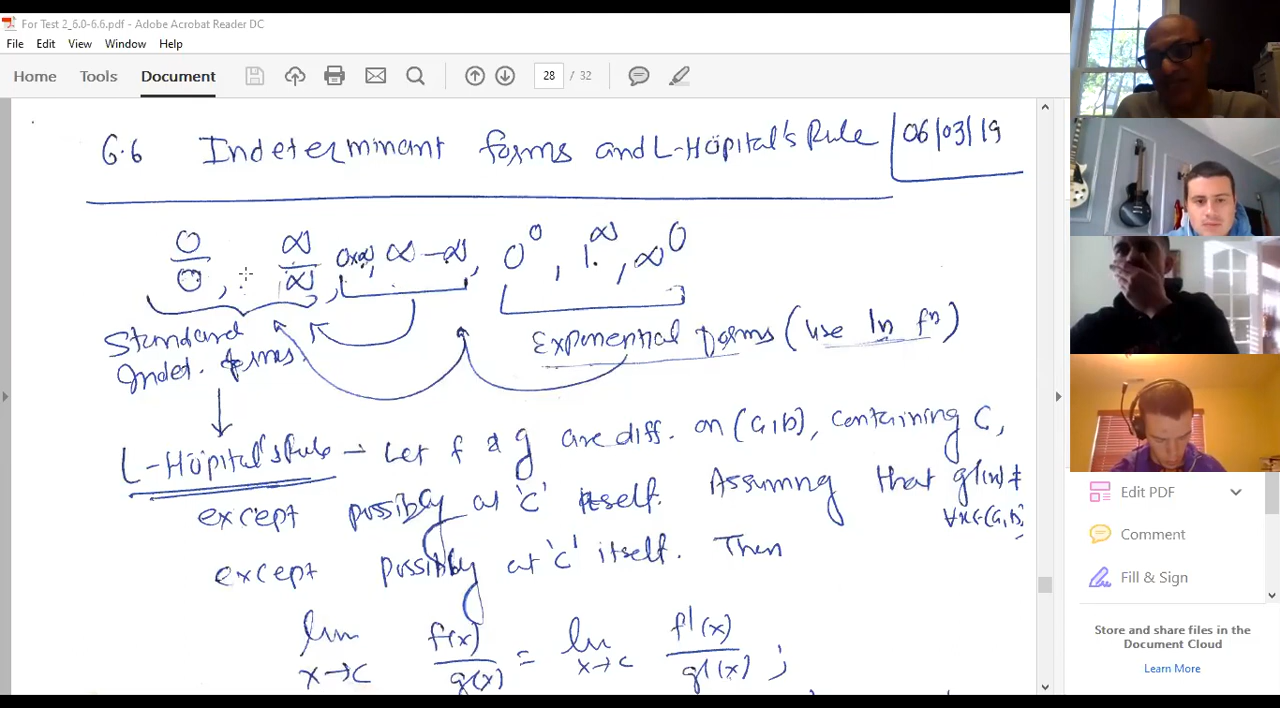 For Test 2_6.0-6.6.pdf - Adobe Acrobat Reader DC
File Edit View Window Help
Home Tools Document 28 / 32
6.6 Indeterminant forms and L-Höpital's Rule 06/03/19
0/0, ∞/∞, 0×∞, ∞-∞, 0^0, 1^∞, ∞^0
Standard
Indet. forms
Exponential forms (use ln fn)
L-Höpital's Rule - Let f & g are diff. on (a,b), containing C,
except possibly at 'c' itself. Assuming that g'(x) ≠
∀x∈(a,b)
except possibly at 'c' itself. Then
lim x→c f(x)/g(x) = lim x→c f'(x)/g'(x) ;
Edit PDF
Comment
Fill & Sign
Store and share files in the
Document Cloud
Learn More